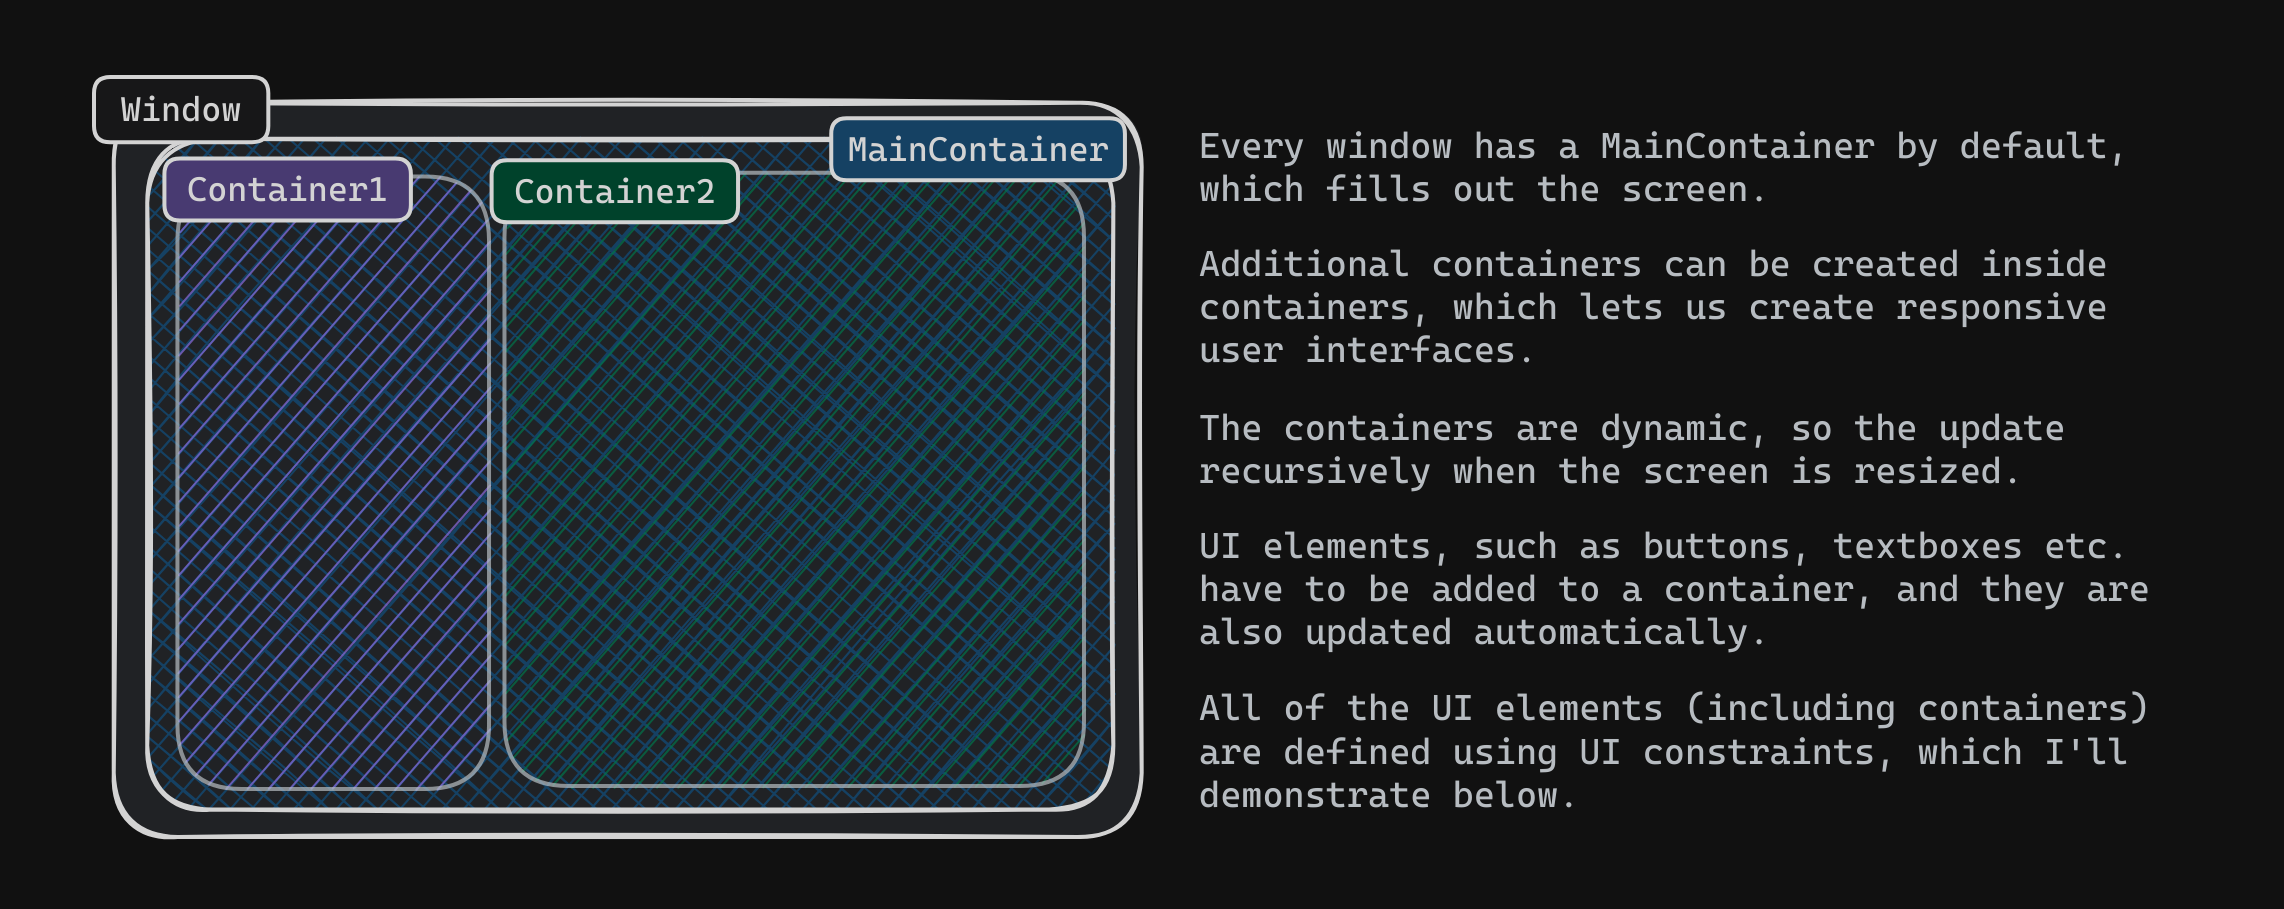 Window
MainContainer
Container1
Container2
Every window has a MainContainer by default,
which fills out the screen.
Additional containers can be created inside
containers, which lets us create responsive
user interfaces.
The containers are dynamic, so the update
recursively when the screen is resized.
UI elements, such as buttons, textboxes etc.
have to be added to a container, and they are
also updated automatically.
All of the UI elements (including containers)
are defined using UI constraints, which I'll
demonstrate below.